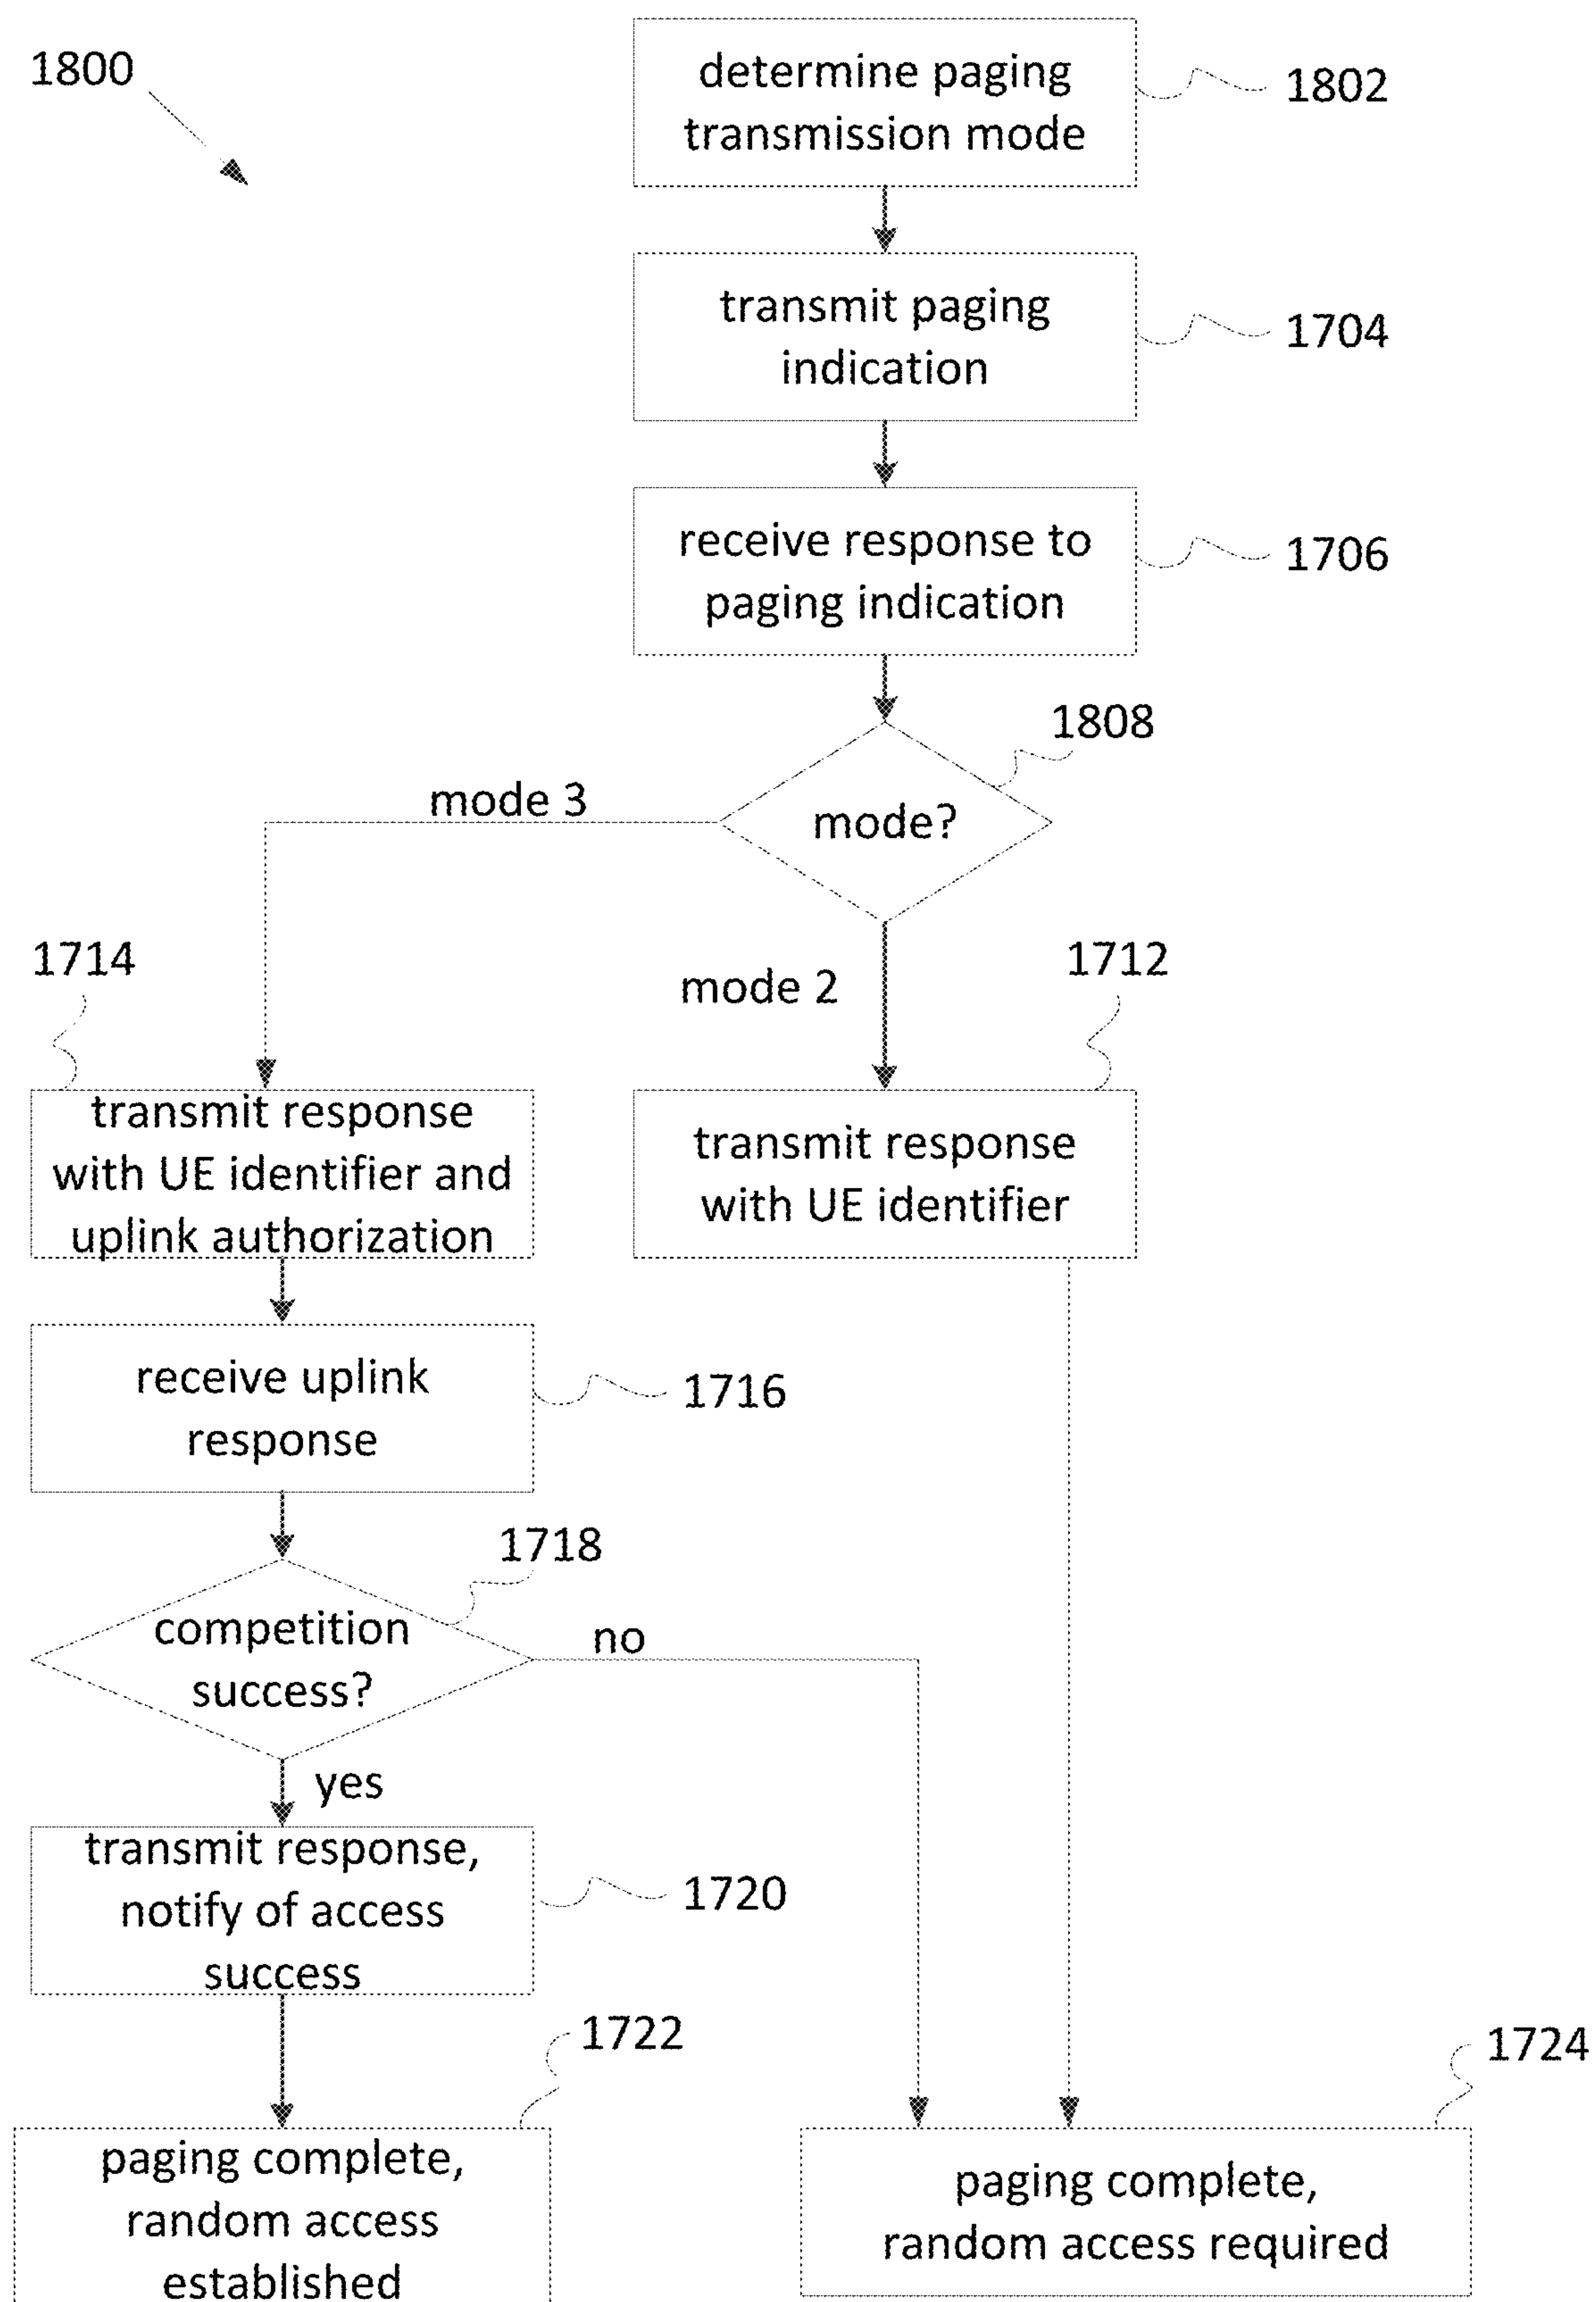 1800
determine paging
transmission mode
1802
transmit paging
indication
1704
receive response to
paging indication
1706
1808
mode?
mode 3
mode 2
1714
1712
transmit response
with UE identifier and
uplink authorization
transmit response
with UE identifier
receive uplink
response
1716
1718
competition
success?
no
yes
transmit response,
notify of access
success
1720
1722
1724
paging complete,
random access
established
paging complete,
random access required